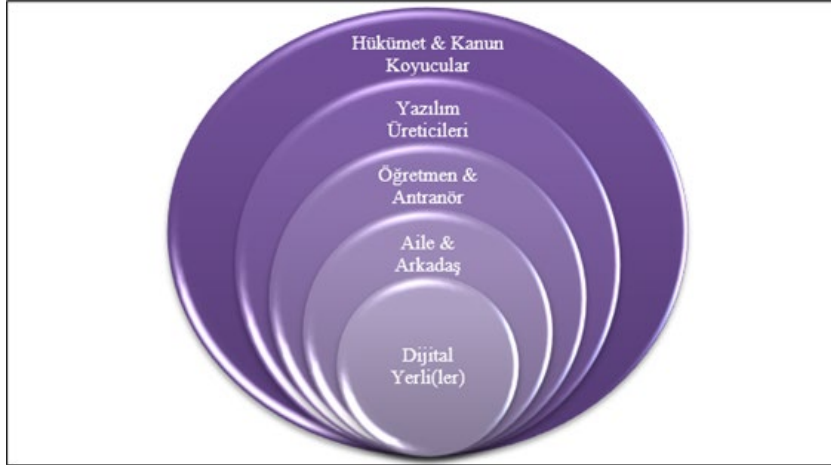 Hükümet & Kanun
Koyucular
Yazılım
Üreticileri
Öğretmen &
Antranör
Aile &
Arkadaş
Dijital
Yerli(ler)